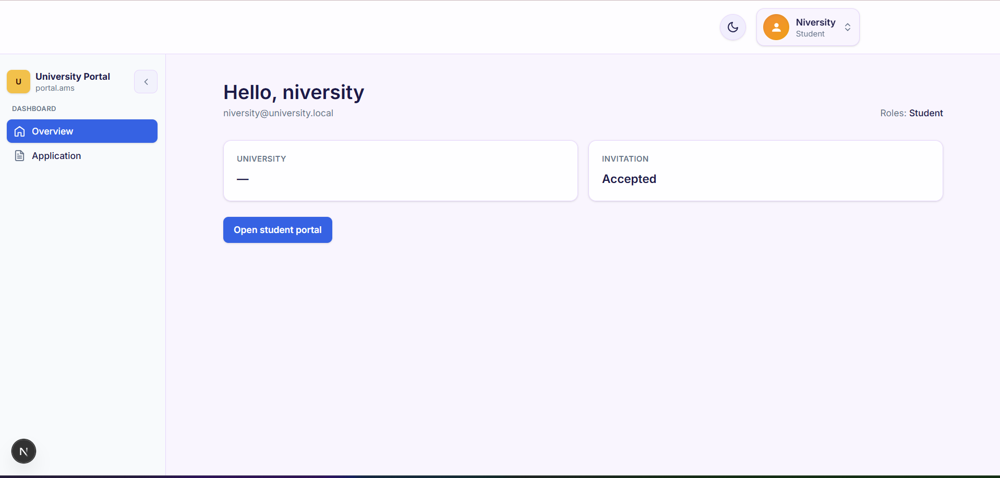 Niversity
Student
U
University Portal
portal.ams
DASHBOARD
Overview
Application
Hello, niversity
niversity@university.local
Roles: Student
UNIVERSITY
—
INVITATION
Accepted
Open student portal
N